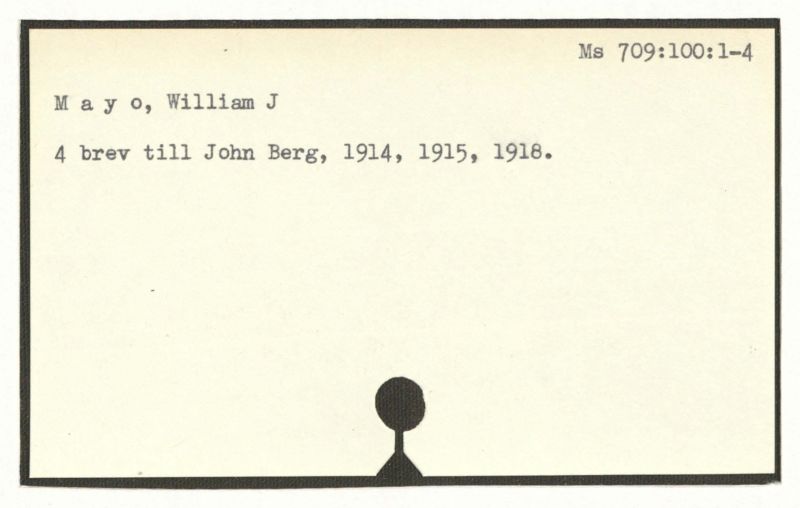 Ms 709:100:1-4
M a y o, William J
4 brev till John Berg, 1914, 1915, 1918.